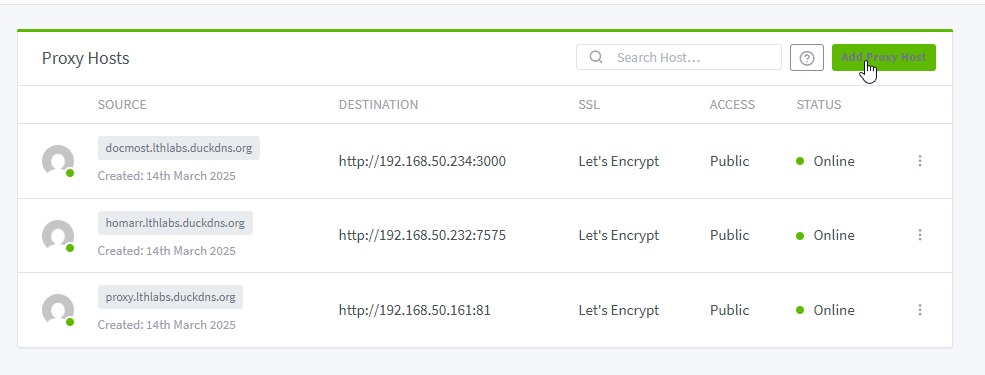 Proxy Hosts
Search Host...
Add Proxy Host
SOURCE DESTINATION SSL ACCESS STATUS
docmost.lthlabs.duckdns.org
http://192.168.50.234:3000 Let's Encrypt Public Online
Created: 14th March 2025
homarr.lthlabs.duckdns.org
http://192.168.50.232:7575 Let's Encrypt Public Online
Created: 14th March 2025
proxy.lthlabs.duckdns.org
http://192.168.50.161:81 Let's Encrypt Public Online
Created: 14th March 2025